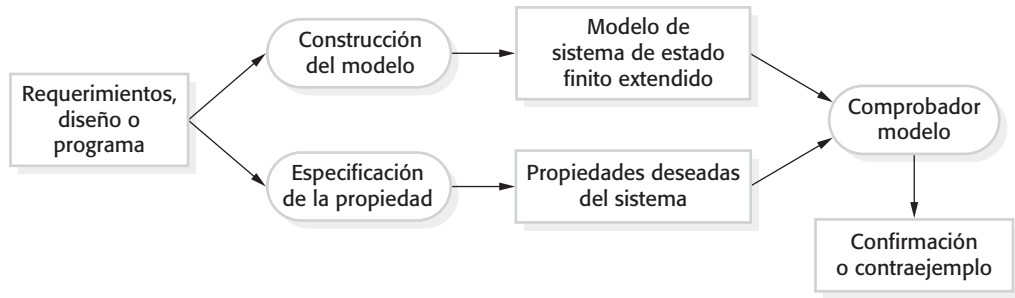 Requerimientos,
diseño o
programa
Construcción
del modelo
Modelo de
sistema de estado
finito extendido
Especificación
de la propiedad
Propiedades deseadas
del sistema
Comprobador
modelo
Confirmación
o contraejemplo